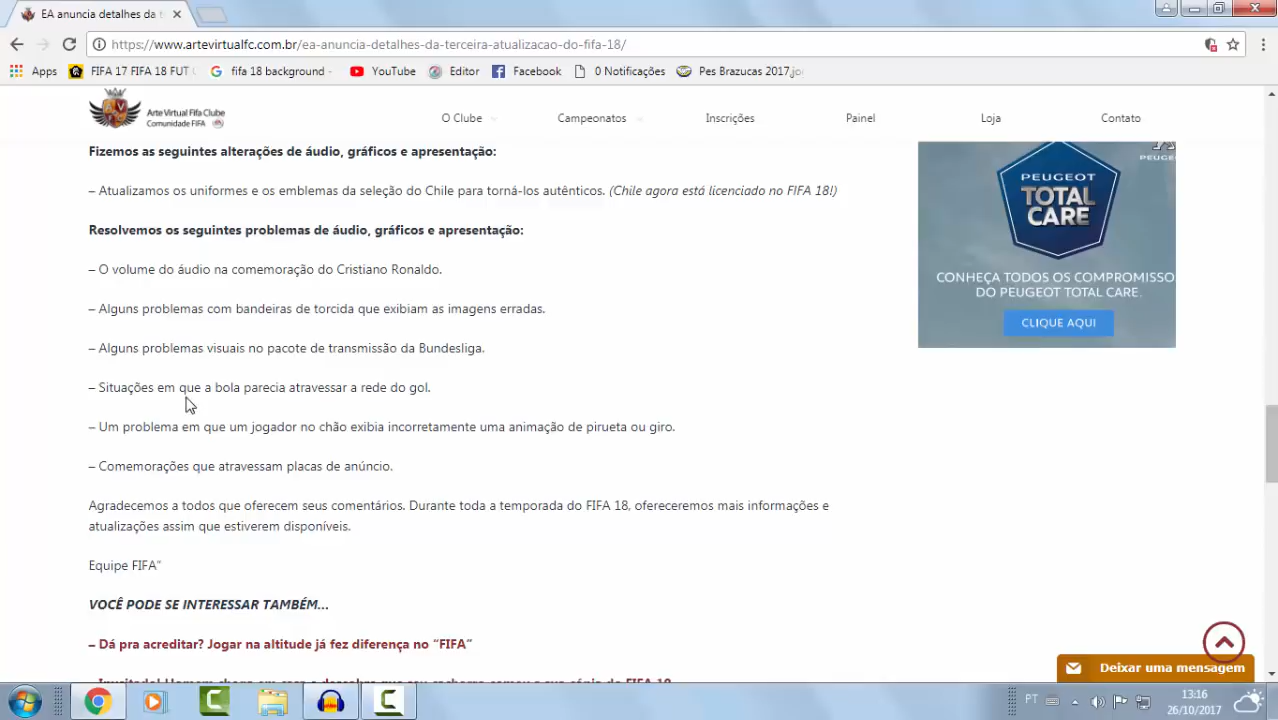 EA anuncia detalhes da t
https://www.artevirtualfc.com.br/ea-anuncia-detalhes-da-terceira-atualizacao-do-fifa-18/
Apps FIFA 17 FIFA 18 FUT fifa 18 background - YouTube Editor Facebook 0 Notificações Pes Brazucas 2017.jo
Arte Virtual Fifa Clube
Comunidade FIFA
O Clube Campeonatos Inscrições Painel Loja Contato
Fizemos as seguintes alterações de áudio, gráficos e apresentação:
– Atualizamos os uniformes e os emblemas da seleção do Chile para torná-los autênticos. (Chile agora está licenciado no FIFA 18!)
Resolvemos os seguintes problemas de áudio, gráficos e apresentação:
– O volume do áudio na comemoração do Cristiano Ronaldo.
– Alguns problemas com bandeiras de torcida que exibiam as imagens erradas.
– Alguns problemas visuais no pacote de transmissão da Bundesliga.
– Situações em que a bola parecia atravessar a rede do gol.
– Um problema em que um jogador no chão exibia incorretamente uma animação de pirueta ou giro.
– Comemorações que atravessam placas de anúncio.
Agradecemos a todos que oferecem seus comentários. Durante toda a temporada do FIFA 18, ofereceremos mais informações e
atualizações assim que estiverem disponíveis.
Equipe FIFA”
VOCÊ PODE SE INTERESSAR TAMBÉM...
– Dá pra acreditar? Jogar na altitude já fez diferença no “FIFA”
PEUGEOT
PEUGEOT
TOTAL
CARE
CONHEÇA TODOS OS COMPROMISSO
DO PEUGEOT TOTAL CARE.
CLIQUE AQUI
Deixar uma mensagem
PT
13:16
26/10/2017